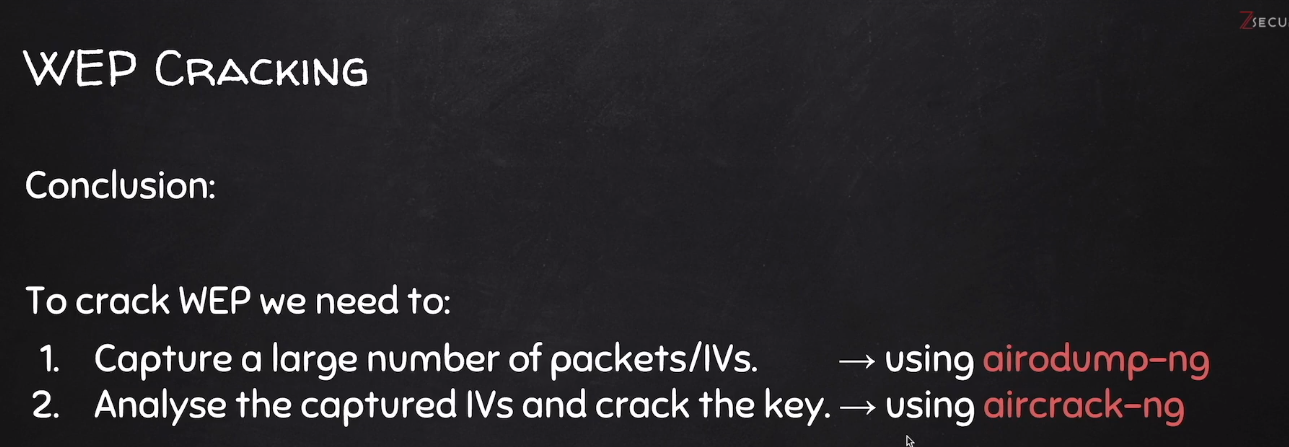 ZSECU
WEP CRACKING
Conclusion:
To crack WEP we need to:
1. Capture a large number of packets/IVs. → using airodump-ng
2. Analyse the captured IVs and crack the key. → using aircrack-ng